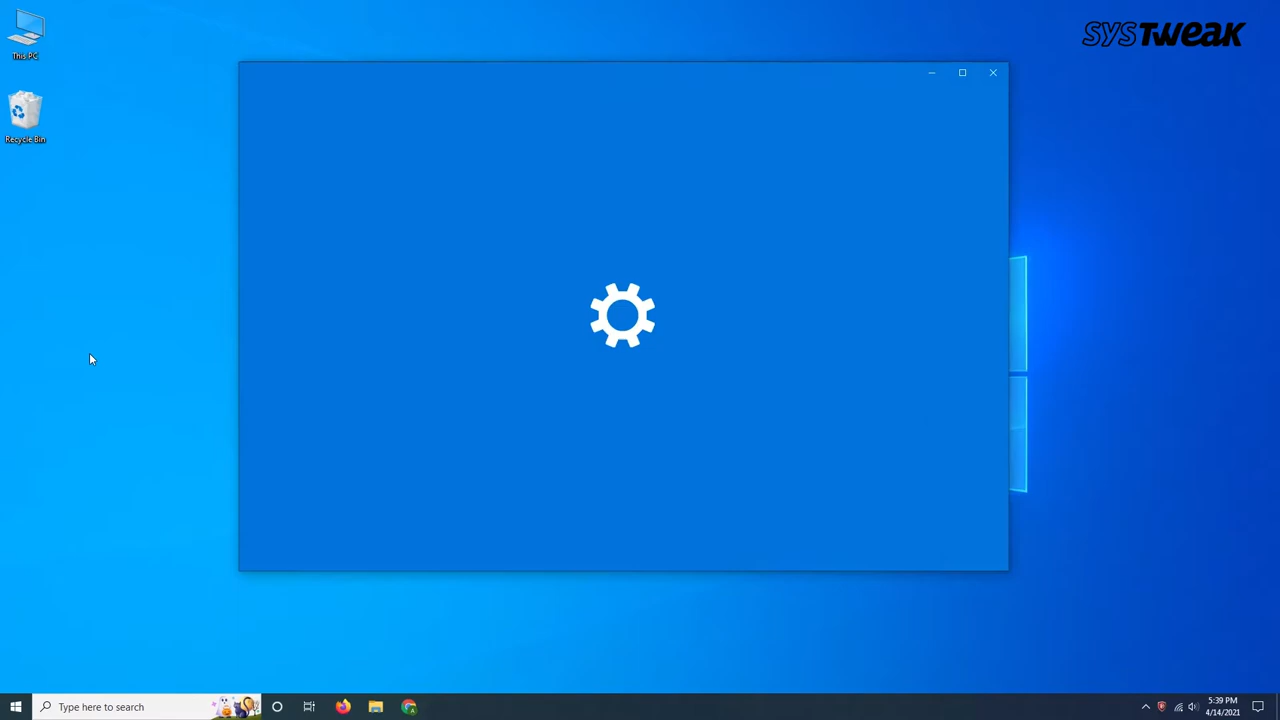 SYSTweak
This PC
Recycle Bin
Type here to search
5:39 PM
4/14/2021